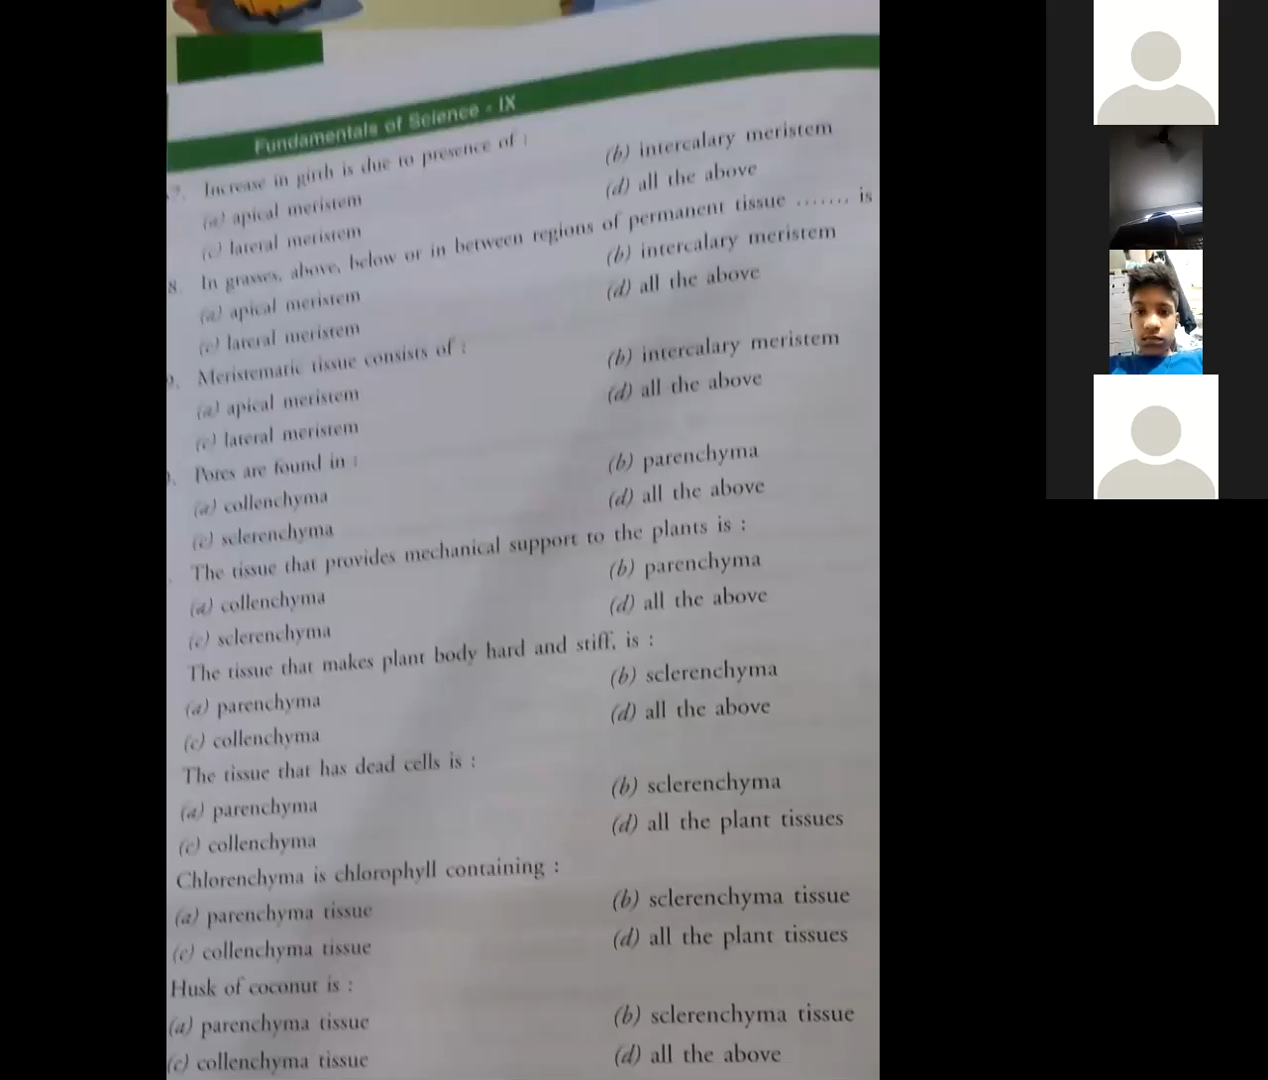 Fundamentals of Science - IX
7. Increase in girth is due to presence of :
(a) apical meristem
(b) intercalary meristem
(c) lateral meristem
(d) all the above
8. In grasses, above, below or in between regions of permanent tissue ....... is
(a) apical meristem
(b) intercalary meristem
(c) lateral meristem
(d) all the above
9. Meristematic tissue consists of :
(a) apical meristem
(b) intercalary meristem
(c) lateral meristem
(d) all the above
Pores are found in :
(a) collenchyma
(b) parenchyma
(c) sclerenchyma
(d) all the above
The tissue that provides mechanical support to the plants is :
(a) collenchyma
(b) parenchyma
(c) sclerenchyma
(d) all the above
The tissue that makes plant body hard and stiff, is :
(a) parenchyma
(b) sclerenchyma
(c) collenchyma
(d) all the above
The tissue that has dead cells is :
(a) parenchyma
(b) sclerenchyma
(c) collenchyma
(d) all the plant tissues
Chlorenchyma is chlorophyll containing :
(a) parenchyma tissue
(b) sclerenchyma tissue
(c) collenchyma tissue
(d) all the plant tissues
Husk of coconut is :
(a) parenchyma tissue
(b) sclerenchyma tissue
(c) collenchyma tissue
(d) all the above